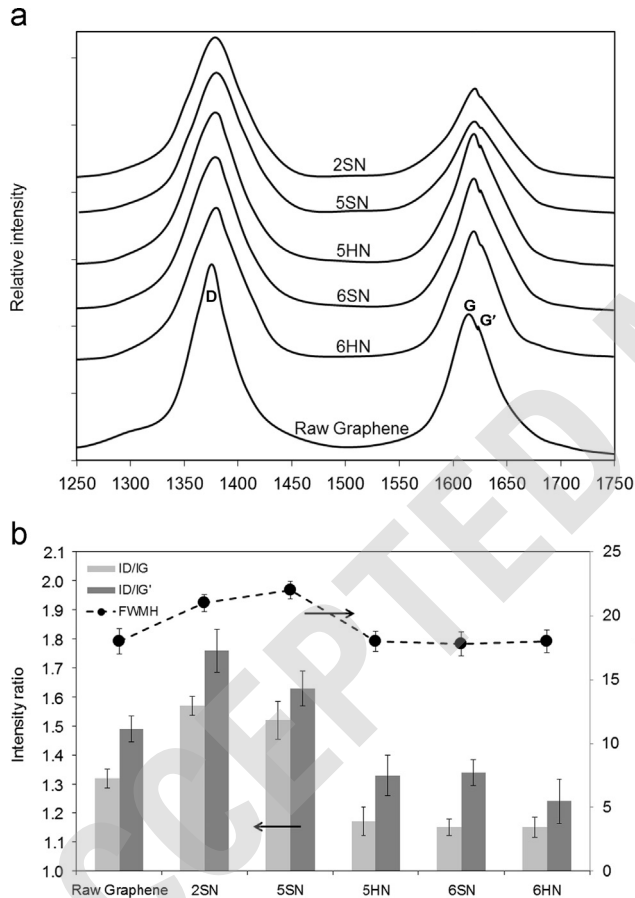 a
Relative intensity
2SN
5SN
5HN
6SN
6HN
Raw Graphene
D
G
G'
1250 1300 1350 1400 1450 1500 1550 1600 1650 1700 1750
b
Intensity ratio
2.1
2.0
1.9
1.8
1.7
1.6
1.5
1.4
1.3
1.2
1.1
1.0
ID/IG
ID/IG'
FWMH
25
20
15
10
5
0
Raw Graphene 2SN 5SN 5HN 6SN 6HN
CCEPTED M